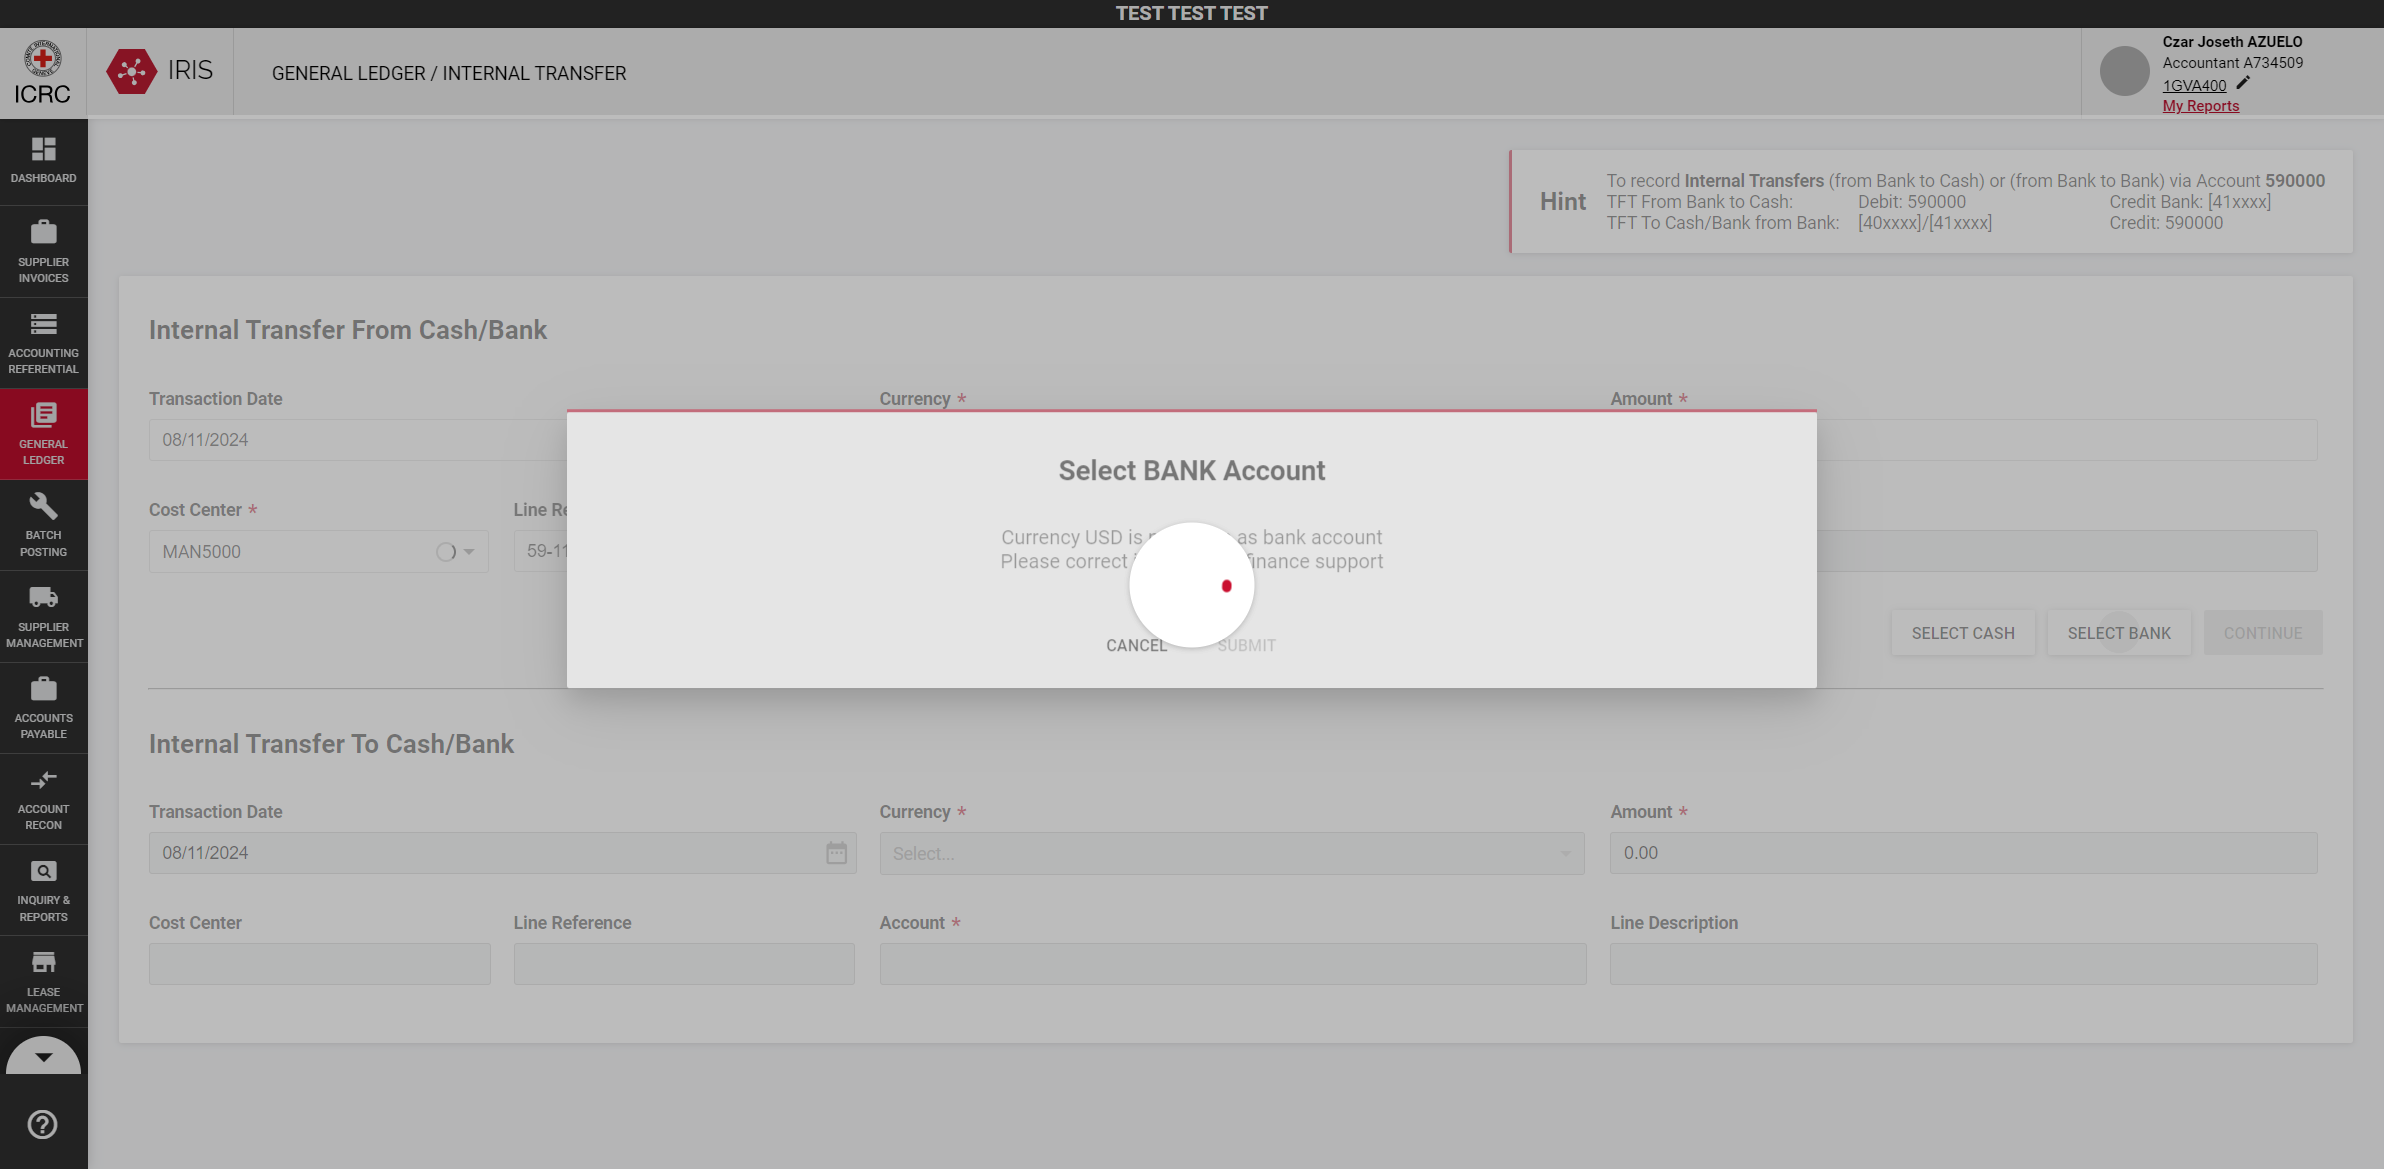 TEST TEST TEST
ICRC
IRIS
GENERAL LEDGER / INTERNAL TRANSFER
Czar Joseth AZUELO
Accountant A734509
1GVA400
My Reports
DASHBOARD
SUPPLIER
INVOICES
ACCOUNTING
REFERENTIAL
GENERAL
LEDGER
BATCH
POSTING
SUPPLIER
MANAGEMENT
ACCOUNTS
PAYABLE
ACCOUNT
RECON
INQUIRY &
REPORTS
LEASE
MANAGEMENT
Hint
To record Internal Transfers (from Bank to Cash) or (from Bank to Bank) via Account 590000
TFT From Bank to Cash: Debit: 590000 Credit Bank: [41xxxx]
TFT To Cash/Bank from Bank: [40xxxx]/[41xxxx] Credit: 590000
Internal Transfer From Cash/Bank
Transaction Date Currency * Amount *
08/11/2024
Cost Center * Line Re
MAN5000 59-11
Select BANK Account
Currency USD is as bank account
Please correct finance support
CANCEL SUBMIT
SELECT CASH SELECT BANK CONTINUE
Internal Transfer To Cash/Bank
Transaction Date Currency * Amount *
08/11/2024 Select... 0.00
Cost Center Line Reference Account * Line Description